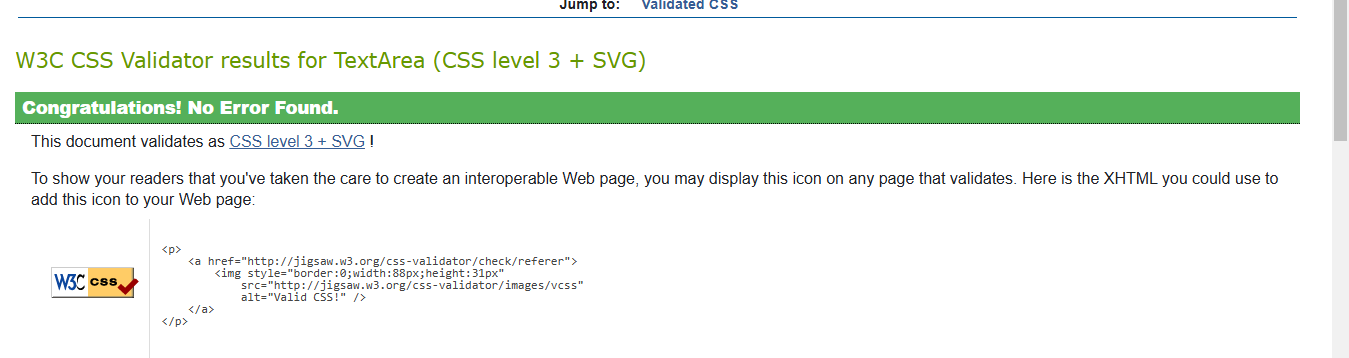 Jump to: Validated CSS
W3C CSS Validator results for TextArea (CSS level 3 + SVG)
Congratulations! No Error Found.
This document validates as CSS level 3 + SVG !
To show your readers that you've taken the care to create an interoperable Web page, you may display this icon on any page that validates. Here is the XHTML you could use to
add this icon to your Web page:
W3C css
<p>
    <a href="http://jigsaw.w3.org/css-validator/check/referer">
        <img style="border:0;width:88px;height:31px"
            src="http://jigsaw.w3.org/css-validator/images/vcss"
            alt="Valid CSS!" />
    </a>
</p>